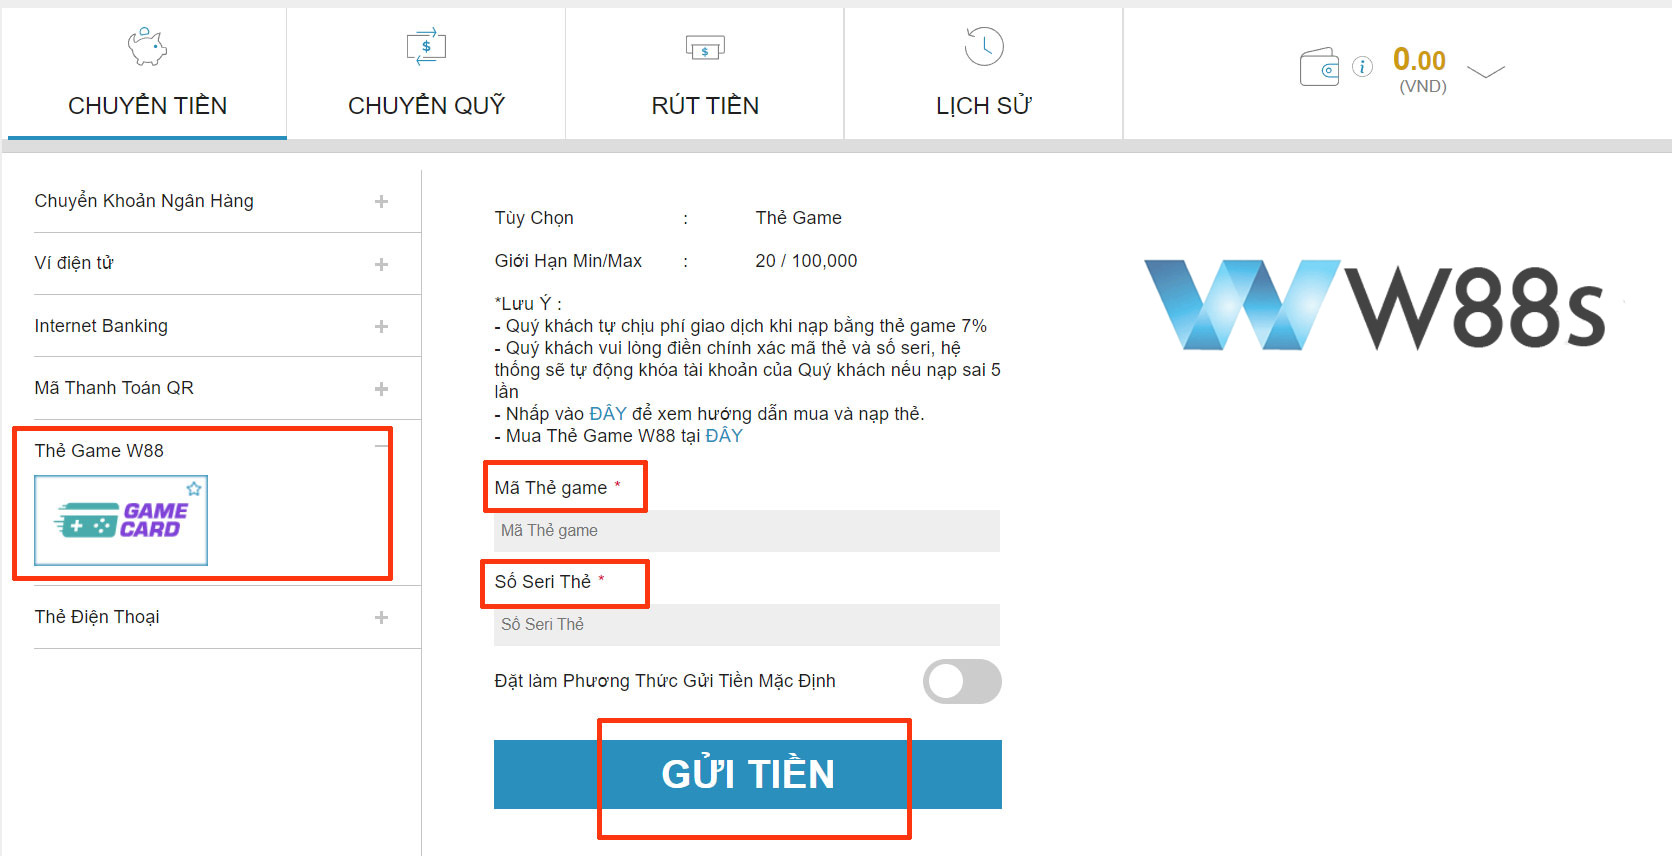 CHUYỂN TIỀN
CHUYỂN QUỸ
RÚT TIỀN
LỊCH SỬ
0.00
(VND)
Chuyển Khoản Ngân Hàng
Ví điện tử
Internet Banking
Mã Thanh Toán QR
Thẻ Game W88
GAME
CARD
Thẻ Điện Thoại
Tùy Chọn : Thẻ Game
Giới Hạn Min/Max : 20 / 100,000
*Lưu Ý :
- Quý khách tự chịu phí giao dịch khi nạp bằng thẻ game 7%
- Quý khách vui lòng điền chính xác mã thẻ và số seri, hệ
thống sẽ tự động khóa tài khoản của Quý khách nếu nạp sai 5
lần
- Nhấp vào ĐÂY để xem hướng dẫn mua và nạp thẻ.
- Mua Thẻ Game W88 tại ĐÂY
Mã Thẻ game *
Mã Thẻ game
Số Seri Thẻ *
Số Seri Thẻ
Đặt làm Phương Thức Gửi Tiền Mặc Định
GỬI TIỀN
W88s